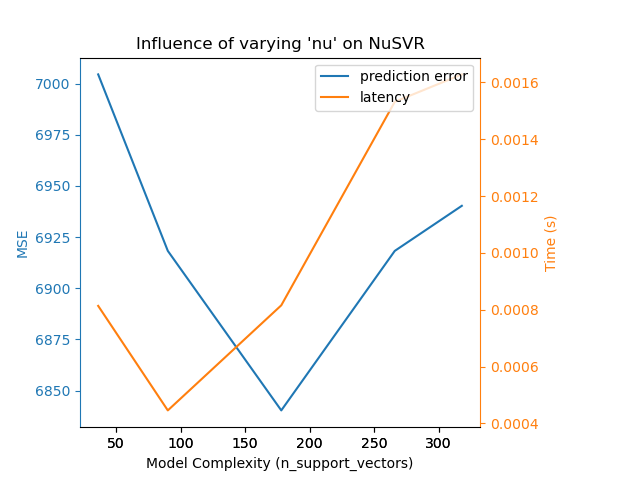 Influence of varying 'nu' on NuSVR
prediction error
latency
7000
6975
6950
6925
6900
6875
6850
MSE
0.0016
0.0014
0.0012
0.0010
0.0008
0.0006
0.0004
Time (s)
50 100 150 200 250 300
Model Complexity (n_support_vectors)